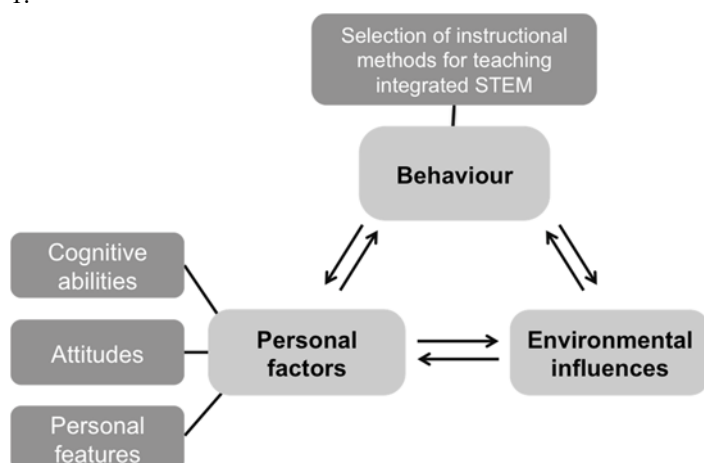 Selection of instructional
methods for teaching
integrated STEM
Behaviour
Cognitive
abilities
Attitudes
Personal
features
Personal
factors
Environmental
influences